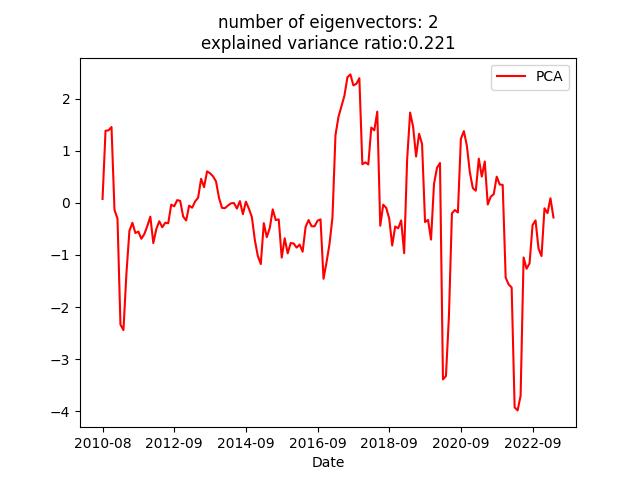 number of eigenvectors: 2
explained variance ratio:0.221
PCA
2
1
0
−1
−2
−3
−4
2010-08 2012-09 2014-09 2016-09 2018-09 2020-09 2022-09
Date